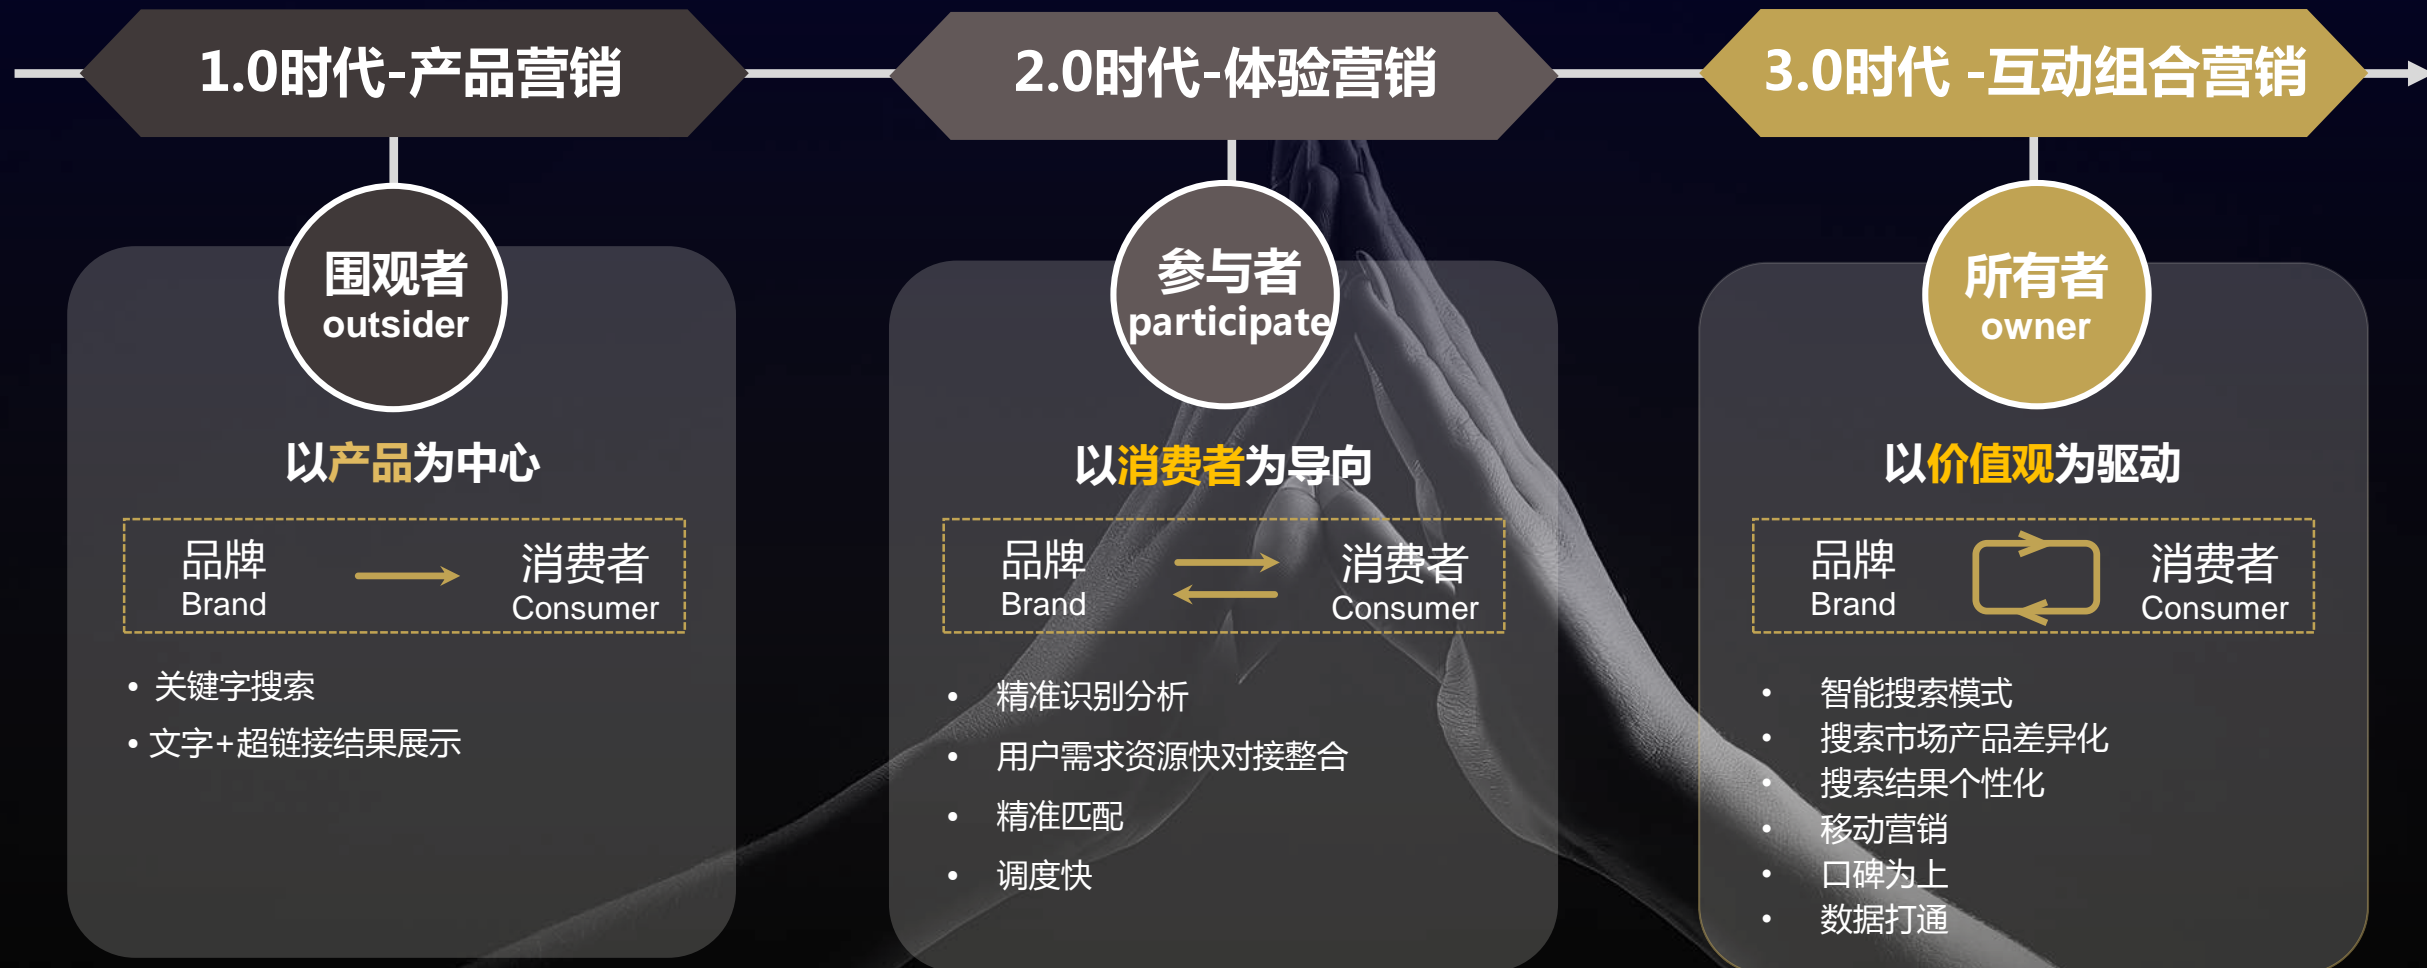 1.0时代-产品营销
2.0时代-体验营销
3.0时代 -互动组合营销
围观者
outsider
以产品为中心
品牌
Brand
消费者
Consumer
• 关键字搜索
• 文字+超链接结果展示
参与者
participate
以消费者为导向
品牌
Brand
消费者
Consumer
• 精准识别分析
• 用户需求资源快对接整合
• 精准匹配
• 调度快
所有者
owner
以价值观为驱动
品牌
Brand
消费者
Consumer
• 智能搜索模式
• 搜索市场产品差异化
• 搜索结果个性化
• 移动营销
• 口碑为上
• 数据打通